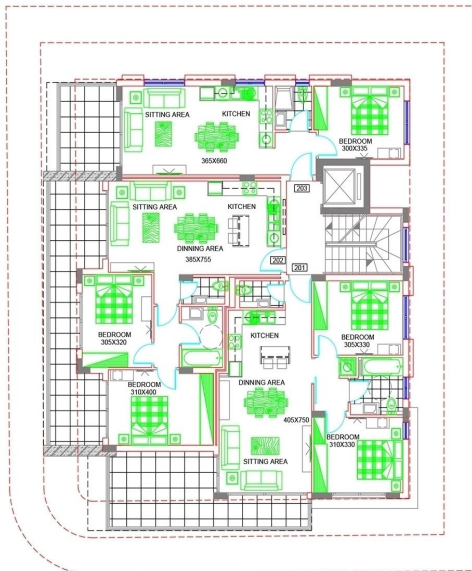 SITTING AREA
KITCHEN
365X660
BEDROOM
300X335
203
SITTING AREA
KITCHEN
DINNING AREA
385X755
202
201
BEDROOM
305X320
BEDROOM
310X400
KITCHEN
DINNING AREA
405X750
SITTING AREA
BEDROOM
305X330
BEDROOM
310X330